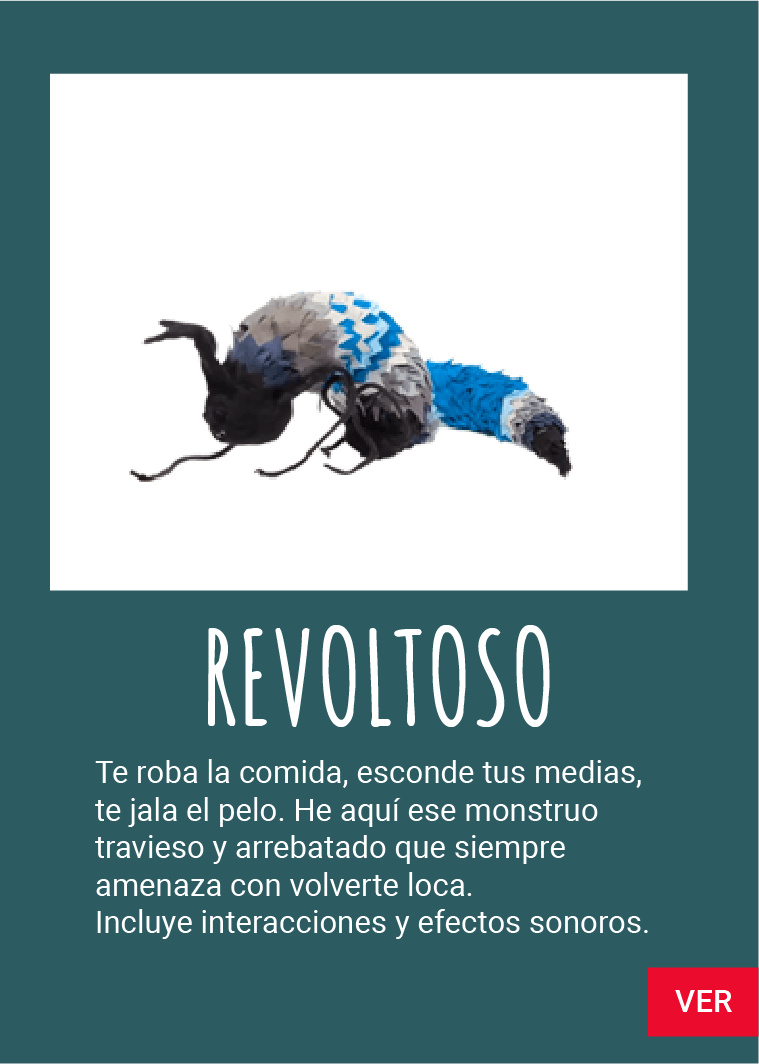 REVOLTOSO
Te roba la comida, esconde tus medias,
te jala el pelo. He aquí ese monstruo
travieso y arrebatado que siempre
amenaza con volverte loca.
Incluye interacciones y efectos sonoros.
VER